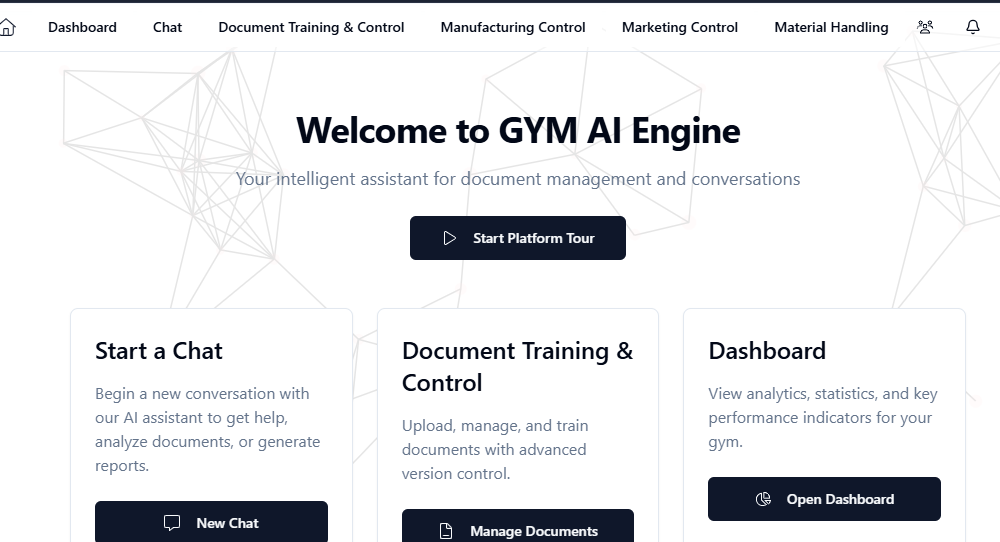 Dashboard Chat Document Training & Control Manufacturing Control Marketing Control Material Handling
Welcome to GYM AI Engine
Your intelligent assistant for document management and conversations
Start Platform Tour
Start a Chat
Begin a new conversation with
our AI assistant to get help,
analyze documents, or generate
reports.
New Chat
Document Training &
Control
Upload, manage, and train
documents with advanced
version control.
Manage Documents
Dashboard
View analytics, statistics, and key
performance indicators for your
gym.
Open Dashboard